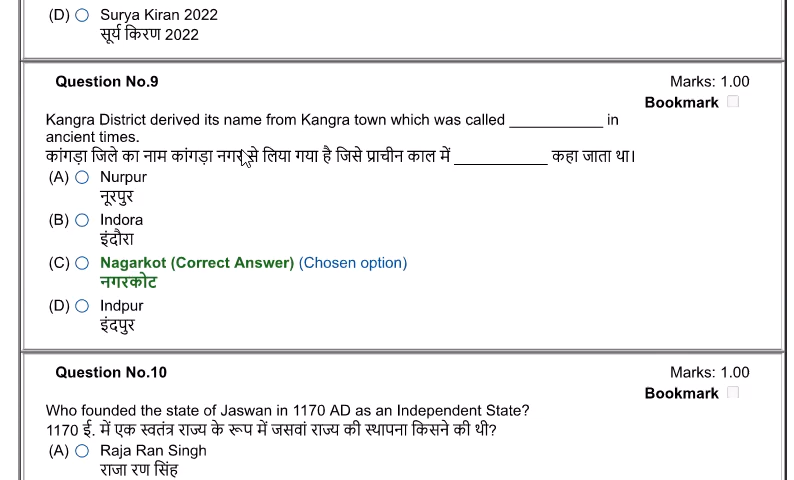 (D) Surya Kiran 2022
सूर्य किरण 2022
Question No.9 Marks: 1.00
Bookmark
Kangra District derived its name from Kangra town which was called ___________ in
ancient times.
कांगड़ा जिले का नाम कांगड़ा नगर से लिया गया है जिसे प्राचीन काल में ___________ कहा जाता था।
(A) Nurpur
नूरपुर
(B) Indora
इंदौरा
(C) Nagarkot (Correct Answer) (Chosen option)
नगरकोट
(D) Indpur
इंदपुर
Question No.10 Marks: 1.00
Bookmark
Who founded the state of Jaswan in 1170 AD as an Independent State?
1170 ई. में एक स्वतंत्र राज्य के रूप में जसवां राज्य की स्थापना किसने की थी?
(A) Raja Ran Singh
राजा रण सिंह